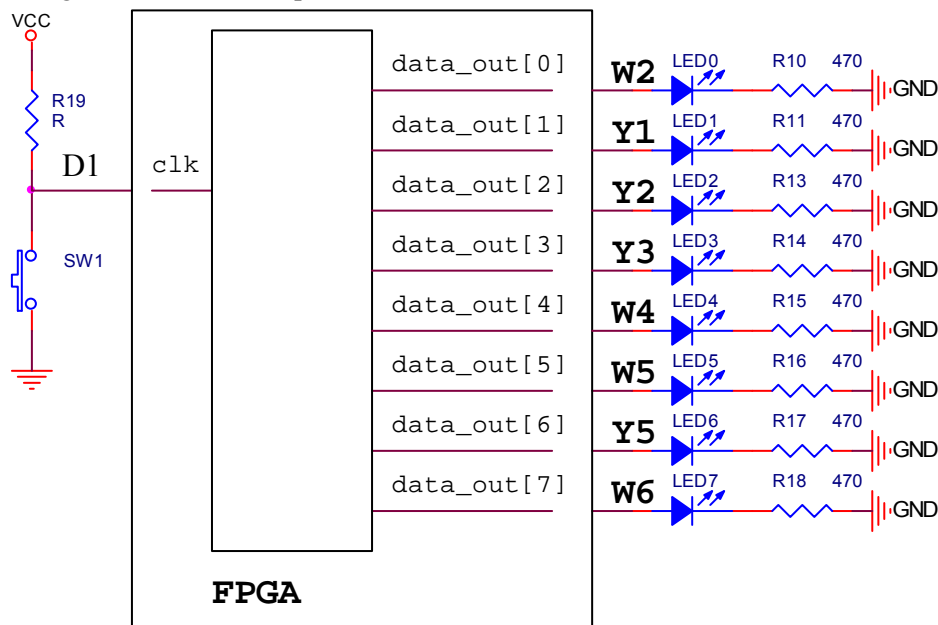 VCC
R19
R
D1
clk
SW1
data_out[0]
W2
LED0
R10 470
GND
data_out[1]
Y1
LED1
R11 470
GND
data_out[2]
Y2
LED2
R13 470
GND
data_out[3]
Y3
LED3
R14 470
GND
data_out[4]
W4
LED4
R15 470
GND
data_out[5]
W5
LED5
R16 470
GND
data_out[6]
Y5
LED6
R17 470
GND
data_out[7]
W6
LED7
R18 470
GND
FPGA